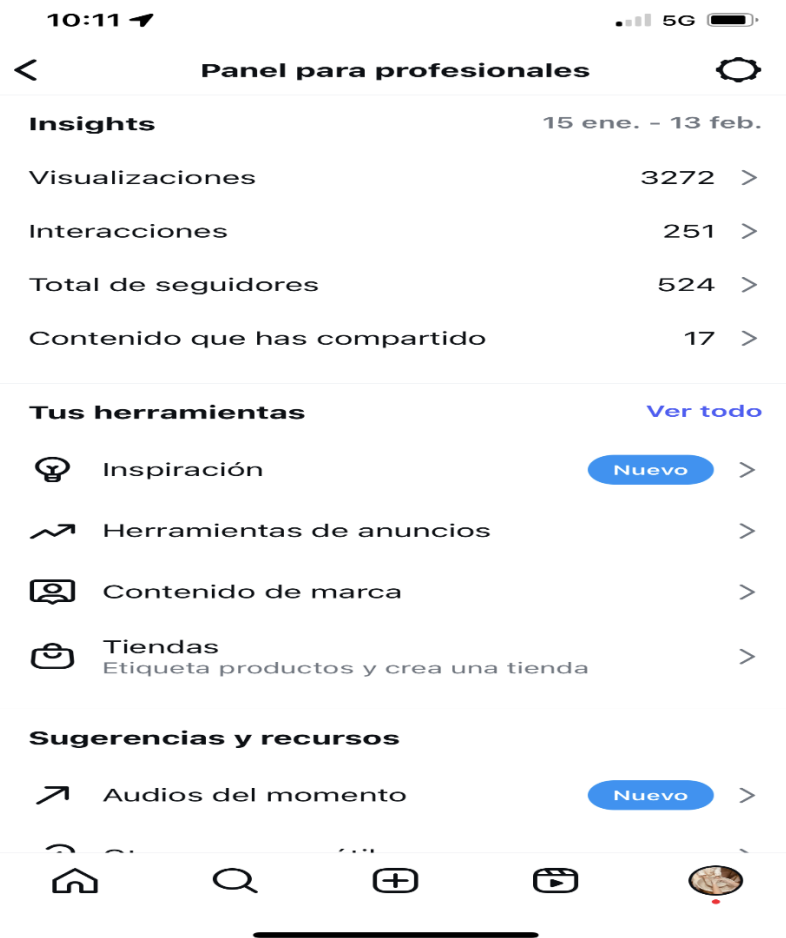 10:11
5G
Panel para profesionales
Insights 15 ene. - 13 feb.
Visualizaciones 3272
Interacciones 251
Total de seguidores 524
Contenido que has compartido 17
Tus herramientas Ver todo
Inspiración Nuevo
Herramientas de anuncios
Contenido de marca
Tiendas
Etiqueta productos y crea una tienda
Sugerencias y recursos
Audios del momento Nuevo